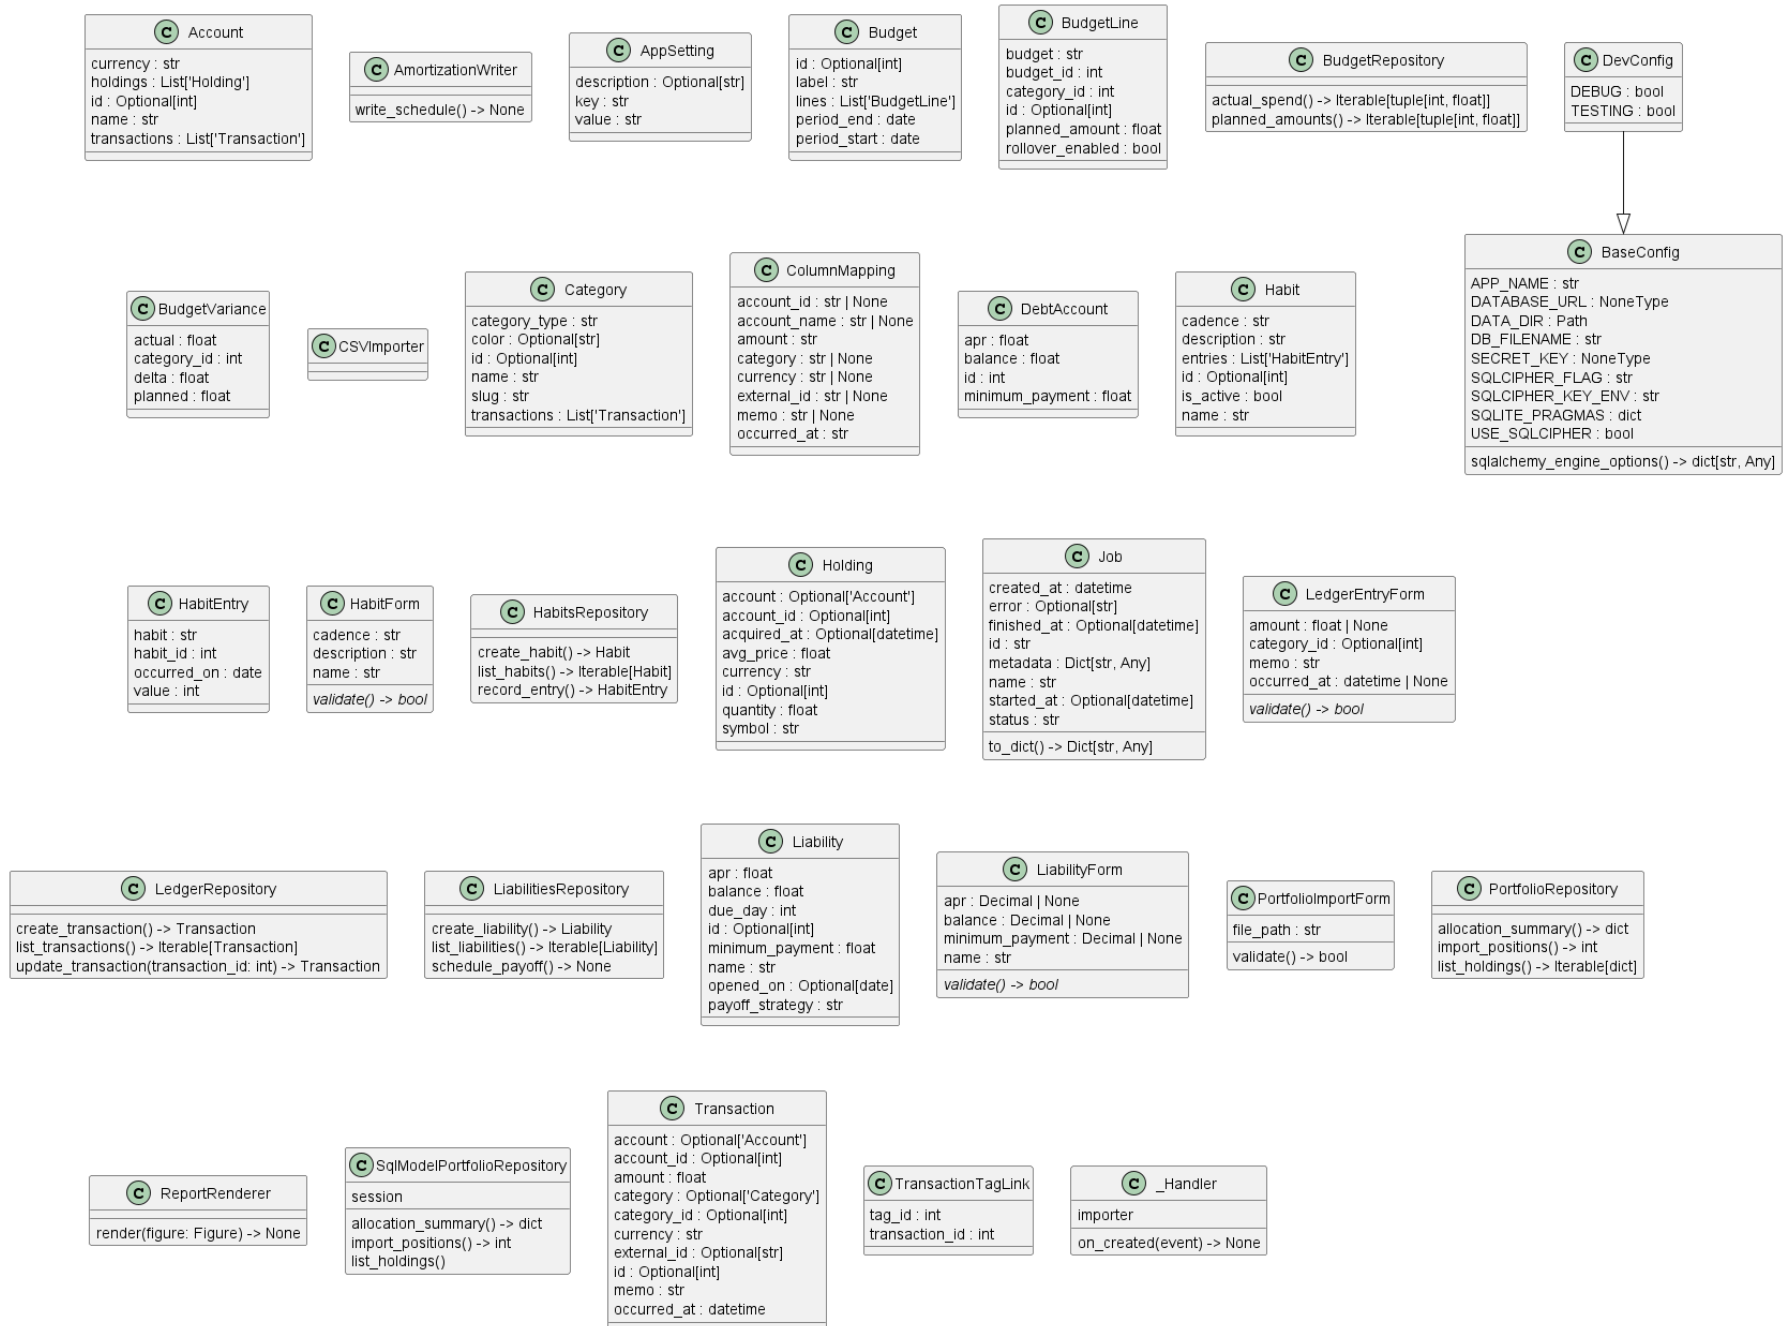 C Account
currency : str
holdings : List['Holding']
id : Optional[int]
name : str
transactions : List['Transaction']
C AmortizationWriter
write_schedule() -> None
C AppSetting
description : Optional[str]
key : str
value : str
C Budget
id : Optional[int]
label : str
lines : List['BudgetLine']
period_end : date
period_start : date
C BudgetLine
budget : str
budget_id : int
category_id : int
id : Optional[int]
planned_amount : float
rollover_enabled : bool
C BudgetRepository
actual_spend() -> Iterable[tuple[int, float]]
planned_amounts() -> Iterable[tuple[int, float]]
C DevConfig
DEBUG : bool
TESTING : bool
C BudgetVariance
actual : float
category_id : int
delta : float
planned : float
C CSVImporter
C Category
category_type : str
color : Optional[str]
id : Optional[int]
name : str
slug : str
transactions : List['Transaction']
C ColumnMapping
account_id : str | None
account_name : str | None
amount : str
category : str | None
currency : str | None
external_id : str | None
memo : str | None
occurred_at : str
C DebtAccount
apr : float
balance : float
id : int
minimum_payment : float
C Habit
cadence : str
description : str
entries : List['HabitEntry']
id : Optional[int]
is_active : bool
name : str
C BaseConfig
APP_NAME : str
DATABASE_URL : NoneType
DATA_DIR : Path
DB_FILENAME : str
SECRET_KEY : NoneType
SQLCIPHER_FLAG : str
SQLCIPHER_KEY_ENV : str
SQLITE_PRAGMAS : dict
USE_SQLCIPHER : bool
sqlalchemy_engine_options() -> dict[str, Any]
C HabitEntry
habit : str
habit_id : int
occurred_on : date
value : int
C HabitForm
cadence : str
description : str
name : str
validate() -> bool
C HabitsRepository
create_habit() -> Habit
list_habits() -> Iterable[Habit]
record_entry() -> HabitEntry
C Holding
account : Optional['Account']
account_id : Optional[int]
acquired_at : Optional[datetime]
avg_price : float
currency : str
id : Optional[int]
quantity : float
symbol : str
C Job
created_at : datetime
error : Optional[str]
finished_at : Optional[datetime]
id : str
metadata : Dict[str, Any]
name : str
started_at : Optional[datetime]
status : str
to_dict() -> Dict[str, Any]
C LedgerEntryForm
amount : float | None
category_id : Optional[int]
memo : str
occurred_at : datetime | None
validate() -> bool
C LedgerRepository
create_transaction() -> Transaction
list_transactions() -> Iterable[Transaction]
update_transaction(transaction_id: int) -> Transaction
C LiabilitiesRepository
create_liability() -> Liability
list_liabilities() -> Iterable[Liability]
schedule_payoff() -> None
C Liability
apr : float
balance : float
due_day : int
id : Optional[int]
minimum_payment : float
name : str
opened_on : Optional[date]
payoff_strategy : str
C LiabilityForm
apr : Decimal | None
balance : Decimal | None
minimum_payment : Decimal | None
name : str
validate() -> bool
C PortfolioImportForm
file_path : str
validate() -> bool
C PortfolioRepository
allocation_summary() -> dict
import_positions() -> int
list_holdings() -> Iterable[dict]
C ReportRenderer
render(figure: Figure) -> None
C SqlModelPortfolioRepository
session
allocation_summary() -> dict
import_positions() -> int
list_holdings()
C Transaction
account : Optional['Account']
account_id : Optional[int]
amount : float
category : Optional['Category']
category_id : Optional[int]
currency : str
external_id : Optional[str]
id : Optional[int]
memo : str
occurred_at : datetime
C TransactionTagLink
tag_id : int
transaction_id : int
C _Handler
importer
on_created(event) -> None